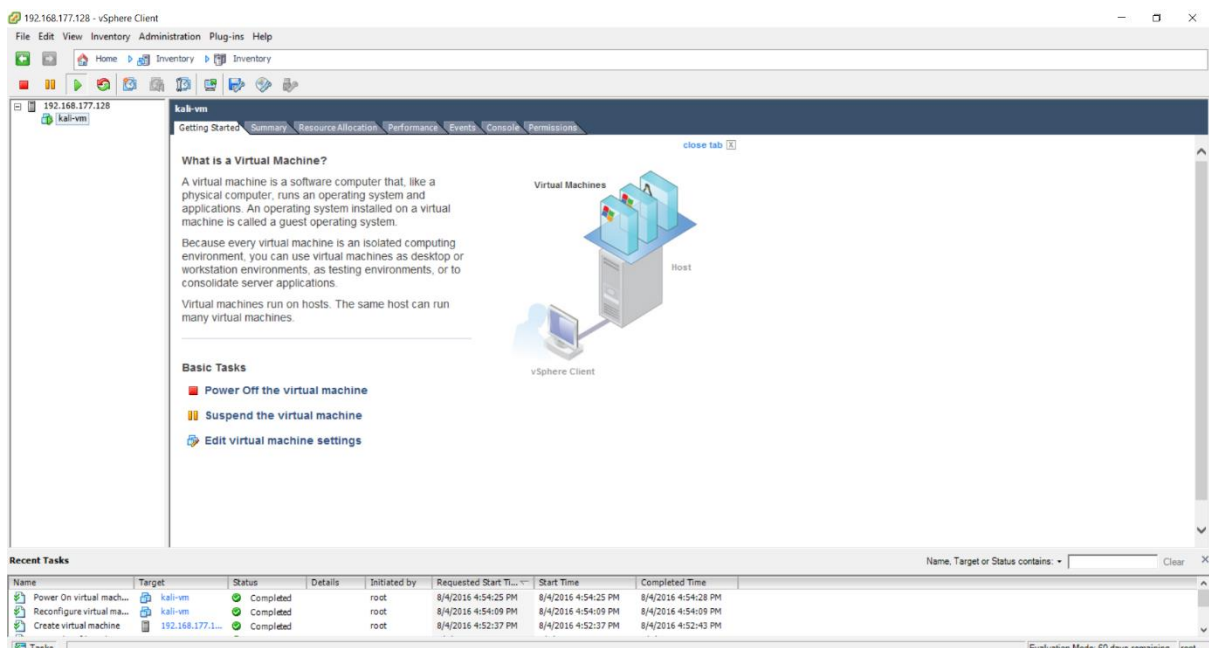 192.168.177.128 - vSphere Client
File Edit View Inventory Administration Plug-ins Help
Home Inventory Inventory
192.168.177.128
kali-vm
kali-vm
Getting Started Summary Resource Allocation Performance Events Console Permissions
close tab X
What is a Virtual Machine?
A virtual machine is a software computer that, like a
physical computer, runs an operating system and
applications. An operating system installed on a virtual
machine is called a guest operating system.
Because every virtual machine is an isolated computing
environment, you can use virtual machines as desktop or
workstation environments, as testing environments, or to
consolidate server applications.
Virtual machines run on hosts. The same host can run
many virtual machines.
Virtual Machines
Host
vSphere Client
Basic Tasks
Power Off the virtual machine
Suspend the virtual machine
Edit virtual machine settings
Recent Tasks
Name, Target or Status contains: Clear
Name Target Status Details Initiated by Requested Start Ti... Start Time Completed Time
Power On virtual mach... kali-vm Completed root 8/4/2016 4:54:25 PM 8/4/2016 4:54:25 PM 8/4/2016 4:54:28 PM
Reconfigure virtual ma... kali-vm Completed root 8/4/2016 4:54:09 PM 8/4/2016 4:54:09 PM 8/4/2016 4:54:09 PM
Create virtual machine 192.168.177.1... Completed root 8/4/2016 4:52:37 PM 8/4/2016 4:52:37 PM 8/4/2016 4:52:43 PM
Tasks Evaluation Mode: 60 days remaining root